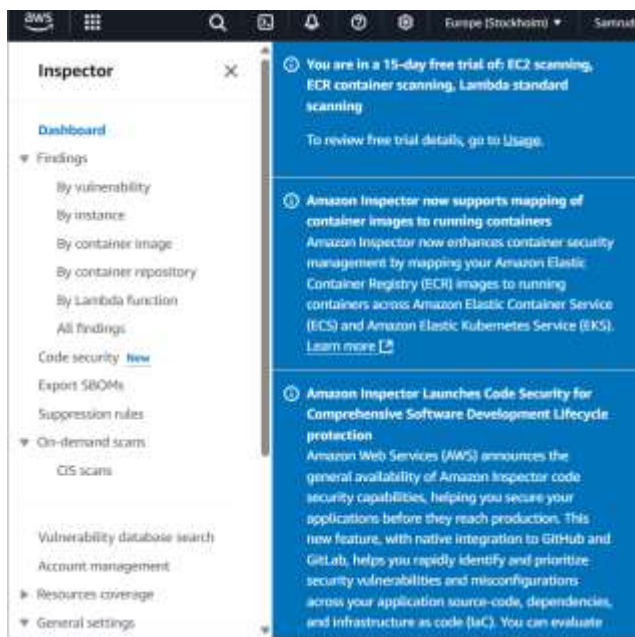 aws
Europe (Stockholm)
Inspector
Dashboard
Findings
By vulnerability
By instance
By container image
By container repository
By Lambda function
All findings
Code security New
Export SBOMs
Suppression rules
On-demand scans
CIS scans
Vulnerability database search
Account management
Resources coverage
General settings
You are in a 15-day free trial of: EC2 scanning,
ECR container scanning, Lambda standard
scanning
To review free trial details, go to Usage.
Amazon Inspector now supports mapping of
container images to running containers
Amazon Inspector now enhances container security
management by mapping your Amazon Elastic
Container Registry (ECR) images to running
containers across Amazon Elastic Container Service
(ECS) and Amazon Elastic Kubernetes Service (EKS).
Learn more
Amazon Inspector Launches Code Security for
Comprehensive Software Development Lifecycle
protection
Amazon Web Services (AWS) announces the
general availability of Amazon Inspector code
security capabilities, helping you secure your
applications before they reach production. This
new feature, with native integration to GitHub and
GitLab, helps you rapidly identify and prioritize
security vulnerabilities and misconfigurations
across your application source-code, dependencies,
and infrastructure as code (IaC). You can evaluate